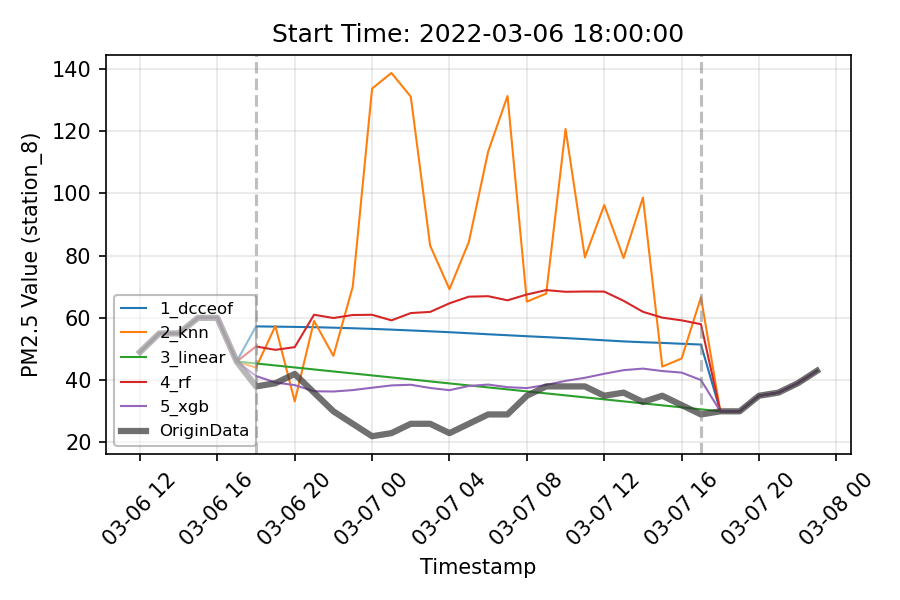 Start Time: 2022-03-06 18:00:00
PM2.5 Value (station_8)
140
120
100
80
60
40
20
1_dcceof
2_knn
3_linear
4_rf
5_xgb
OriginData
03-06 12
03-06 16
03-06 20
03-07 00
03-07 04
03-07 08
03-07 12
03-07 16
03-07 20
03-08 00
Timestamp